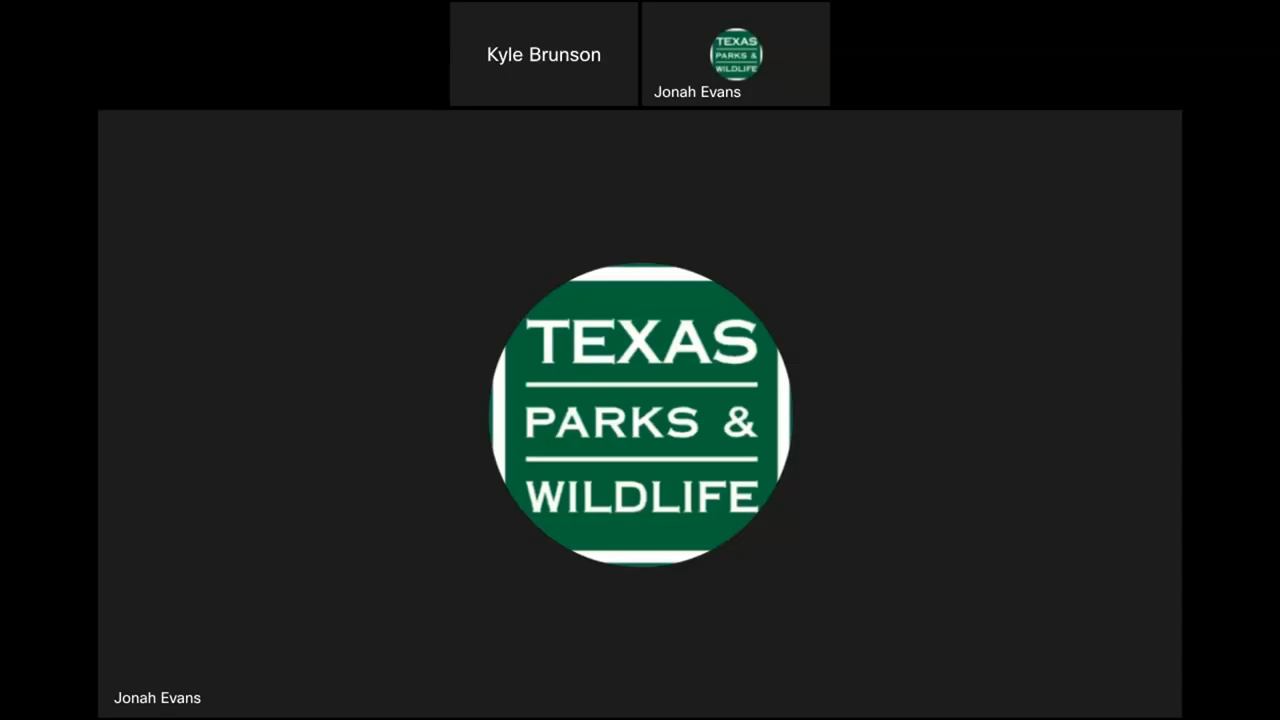 Kyle Brunson
TEXAS
PARKS &
WILDLIFE
Jonah Evans
TEXAS
PARKS &
WILDLIFE
Jonah Evans